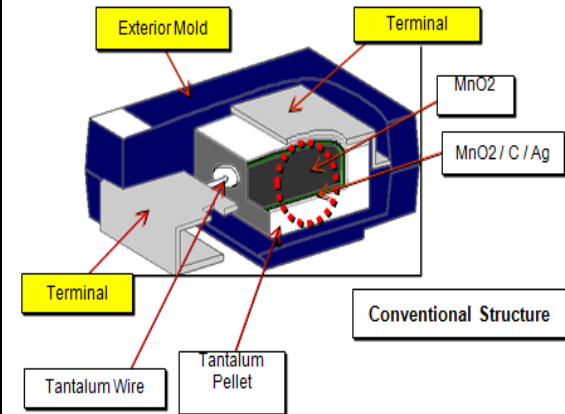 Exterior Mold
Terminal
MnO2
MnO2 / C / Ag
Terminal
Conventional Structure
Tantalum Wire
Tantalum
Pellet